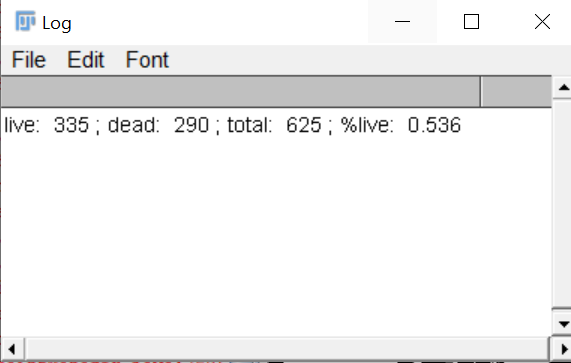 Log
File Edit Font
live: 335 ; dead: 290 ; total: 625 ; %live: 0.536